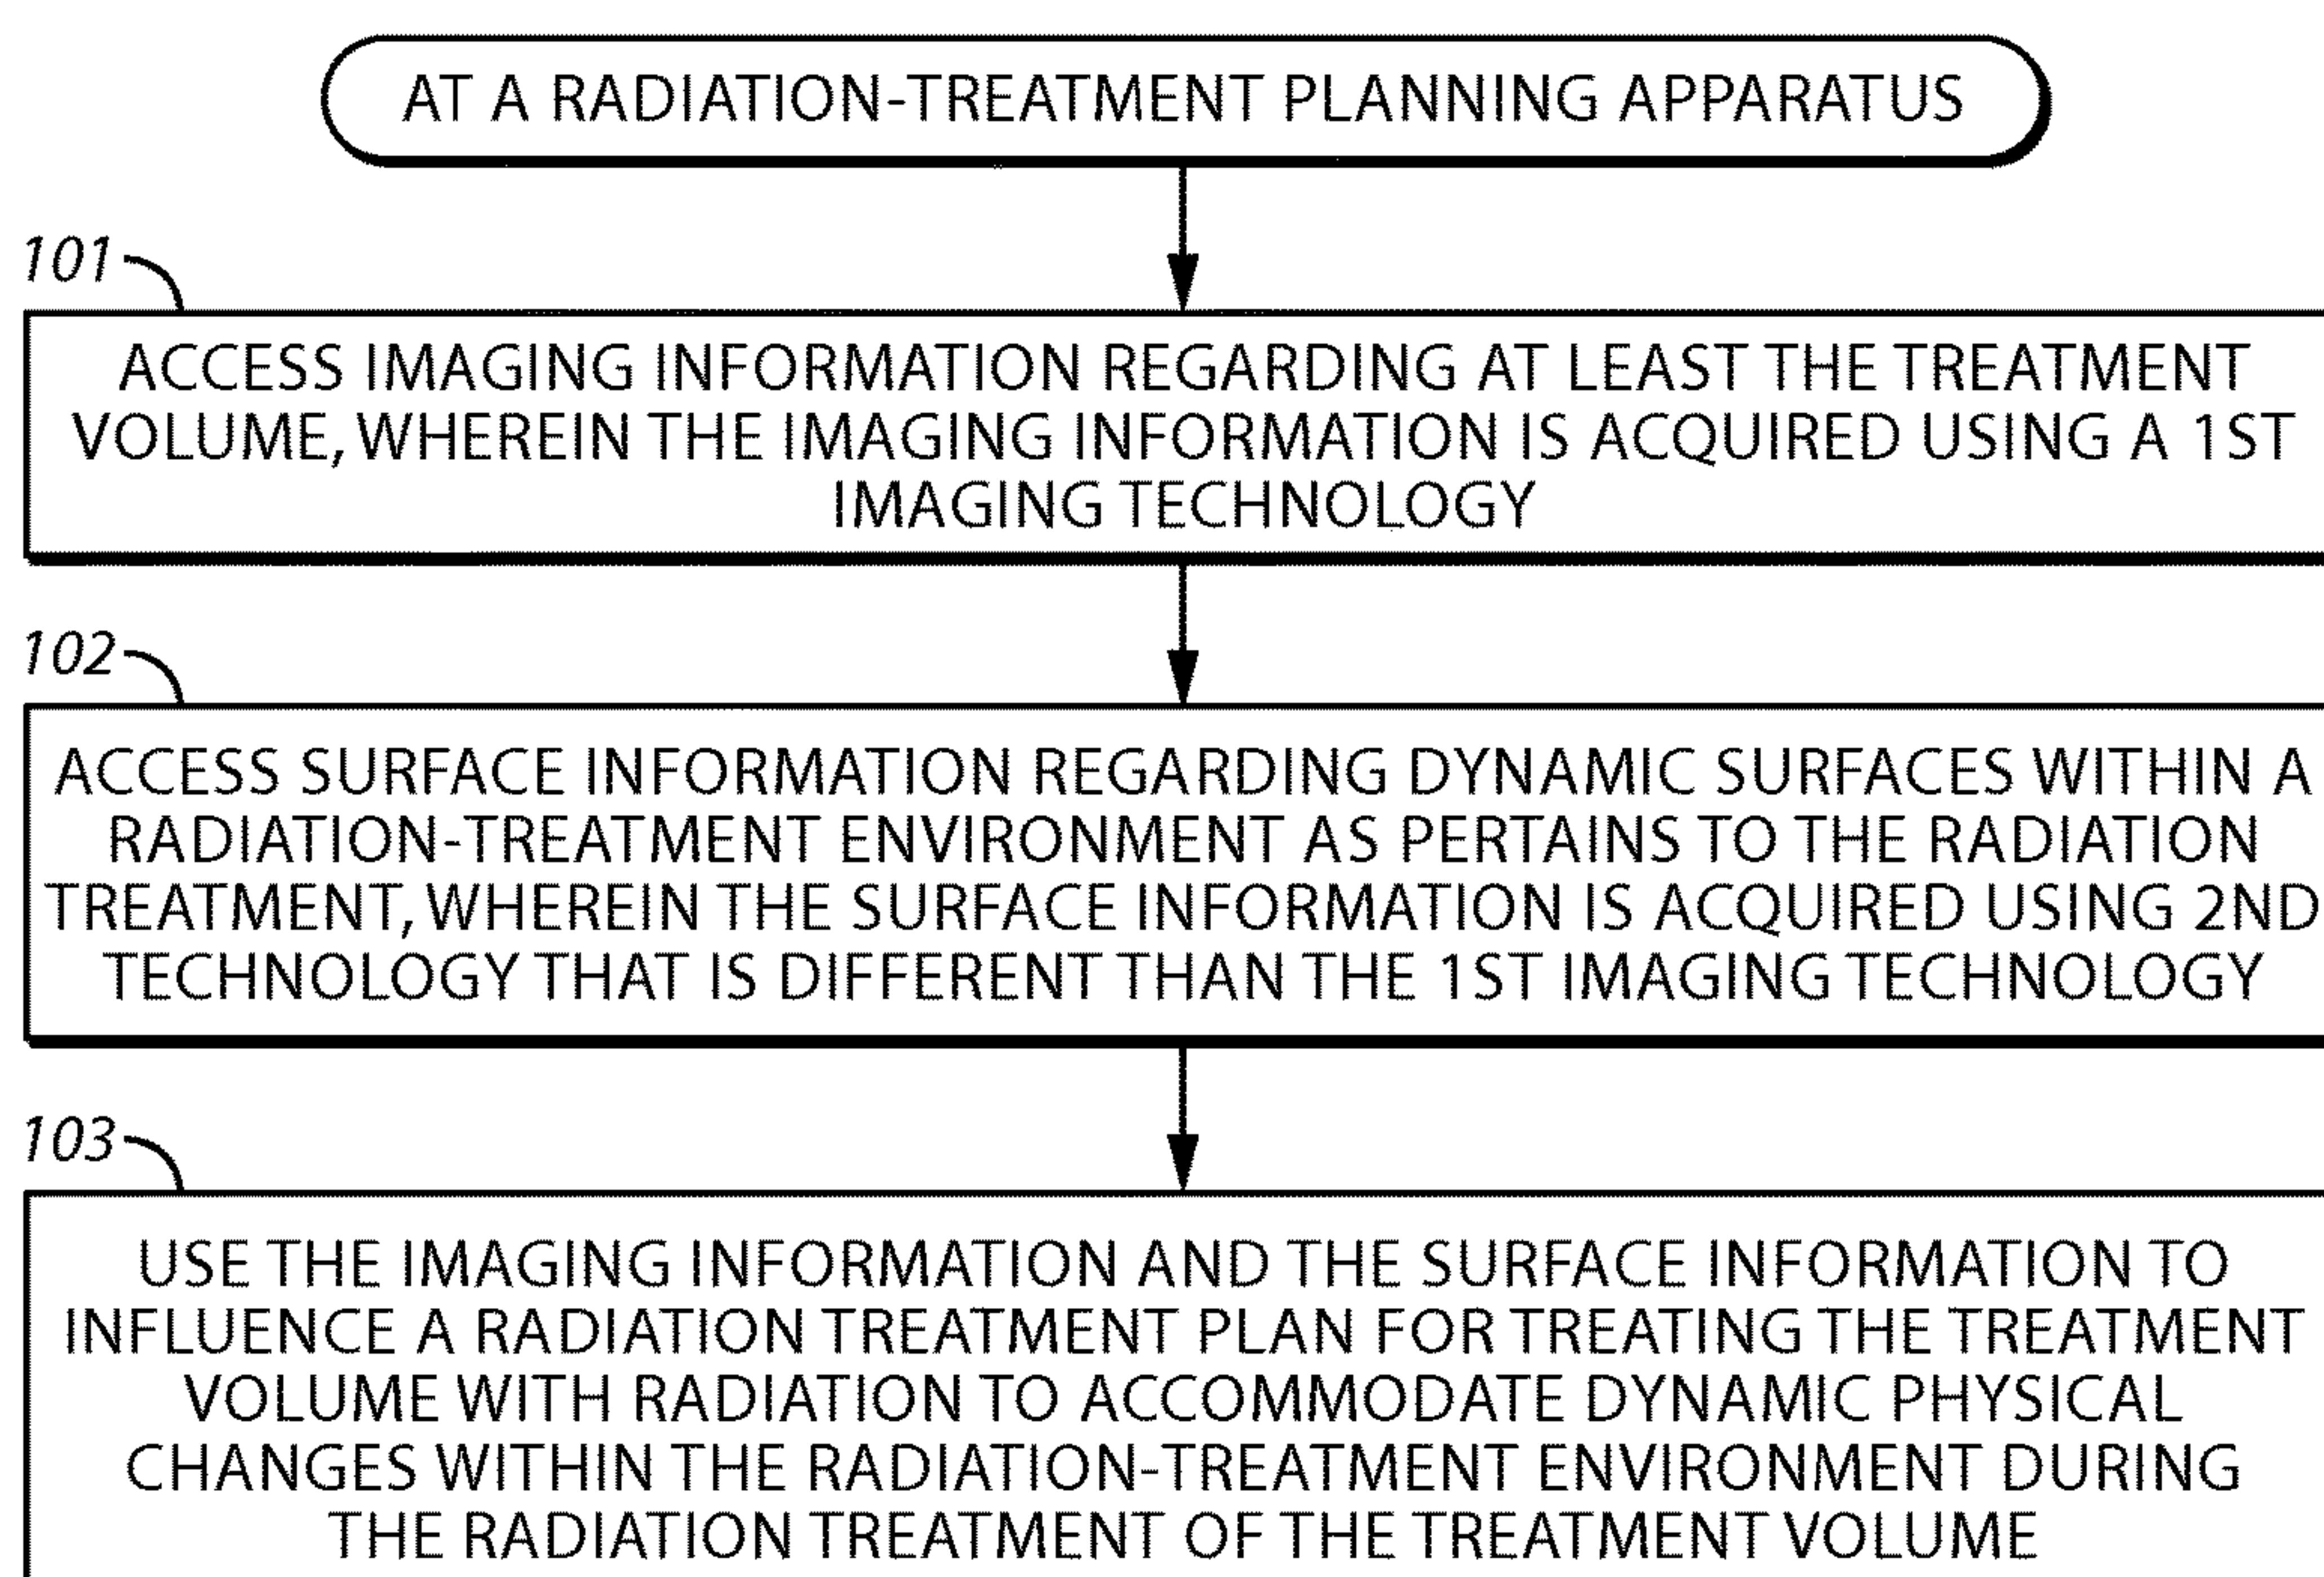 AT A RADIATION-TREATMENT PLANNING APPARATUS
101
ACCESS IMAGING INFORMATION REGARDING AT LEAST THE TREATMENT
VOLUME, WHEREIN THE IMAGING INFORMATION IS ACQUIRED USING A 1ST
IMAGING TECHNOLOGY
102
ACCESS SURFACE INFORMATION REGARDING DYNAMIC SURFACES WITHIN A
RADIATION-TREATMENT ENVIRONMENT AS PERTAINS TO THE RADIATION
TREATMENT, WHEREIN THE SURFACE INFORMATION IS ACQUIRED USING 2ND
TECHNOLOGY THAT IS DIFFERENT THAN THE 1ST IMAGING TECHNOLOGY
103
USE THE IMAGING INFORMATION AND THE SURFACE INFORMATION TO
INFLUENCE A RADIATION TREATMENT PLAN FOR TREATING THE TREATMENT
VOLUME WITH RADIATION TO ACCOMMODATE DYNAMIC PHYSICAL
CHANGES WITHIN THE RADIATION-TREATMENT ENVIRONMENT DURING
THE RADIATION TREATMENT OF THE TREATMENT VOLUME